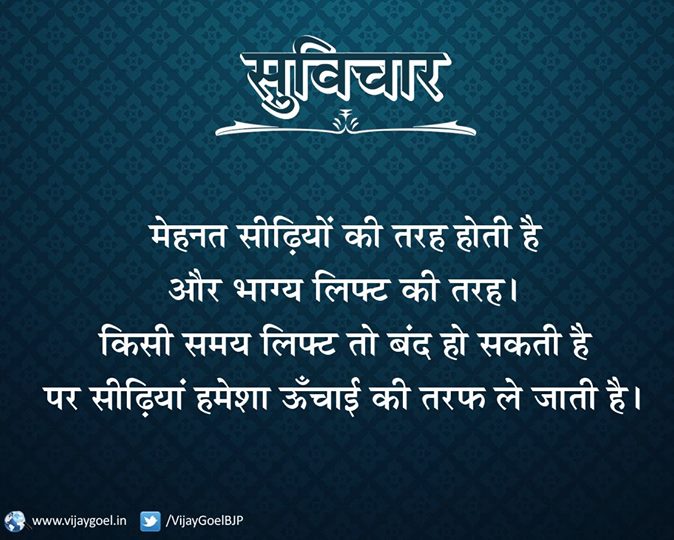 सुविचार
मेहनत सीढ़ियों की तरह होती है
और भाग्य लिफ्ट की तरह।
किसी समय लिफ्ट तो बंद हो सकती है
पर सीढ़ियां हमेशा ऊँचाई की तरफ ले जाती है।
www.vijaygoel.in /VijayGoelBJP